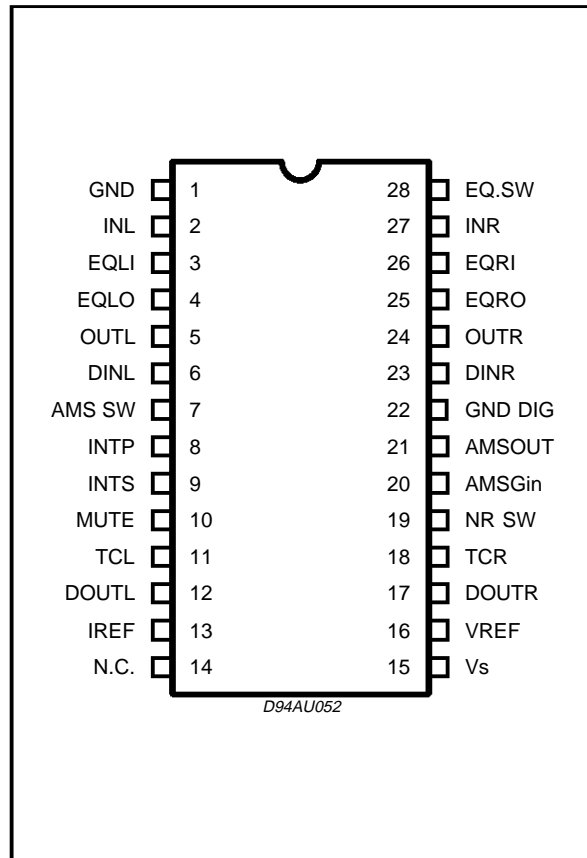 GND 1 28 EQ.SW
INL 2 27 INR
EQLI 3 26 EQRI
EQLO 4 25 EQRO
OUTL 5 24 OUTR
DINL 6 23 DINR
AMS SW 7 22 GND DIG
INTP 8 21 AMSOUT
INTS 9 20 AMSGin
MUTE 10 19 NR SW
TCL 11 18 TCR
DOUTL 12 17 DOUTR
IREF 13 16 VREF
N.C. 14 15 Vs
D94AU052